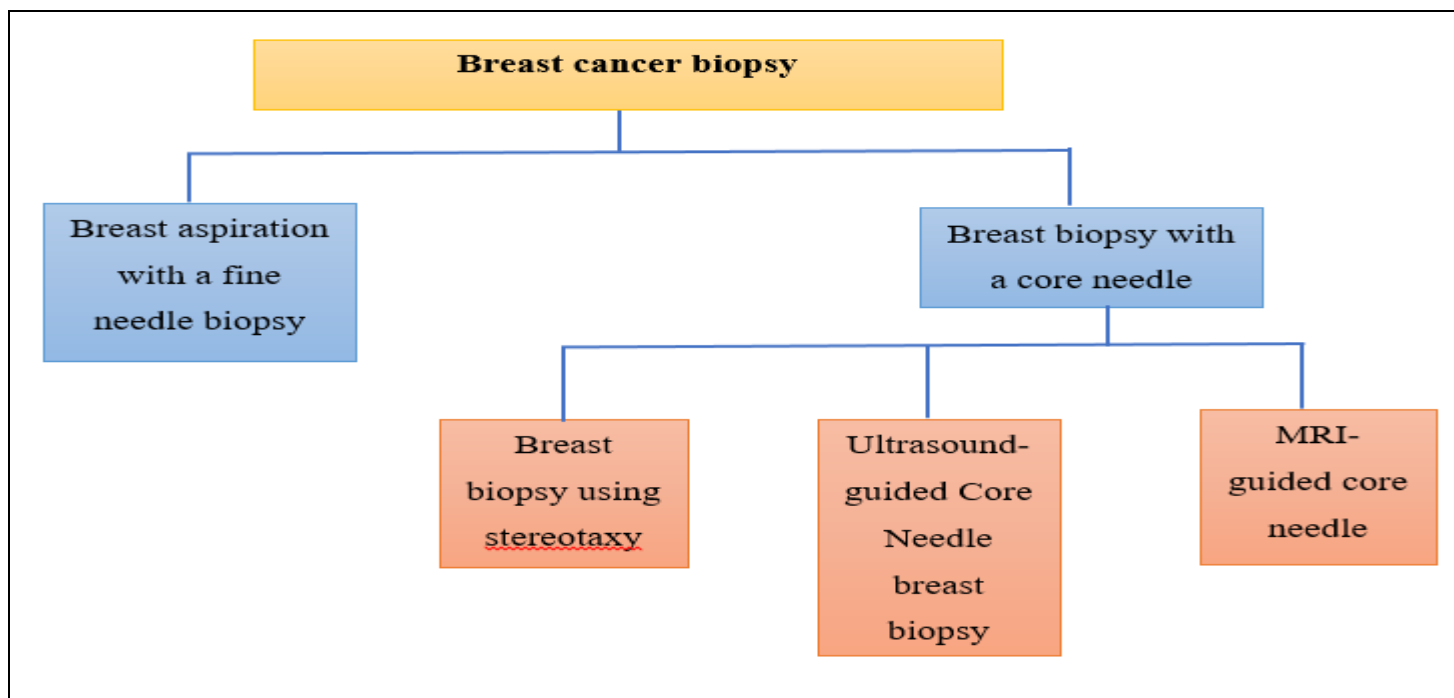 Breast cancer biopsy
Breast aspiration
with a fine
needle biopsy
Breast biopsy with
a core needle
Breast
biopsy using
stereotaxy
Ultrasound-
guided Core
Needle
breast
biopsy
MRI-
guided core
needle